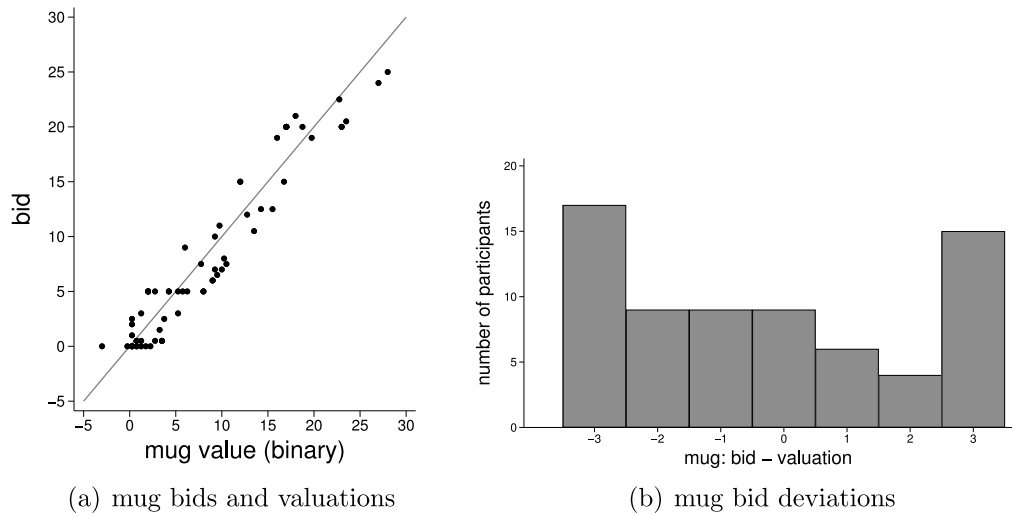 30
25
20
15
10
5
0
−5
bid
−5 0 5 10 15 20 25 30
mug value (binary)
(a) mug bids and valuations
20
15
10
5
0
number of participants
−3 −2 −1 0 1 2 3
mug: bid − valuation
(b) mug bid deviations